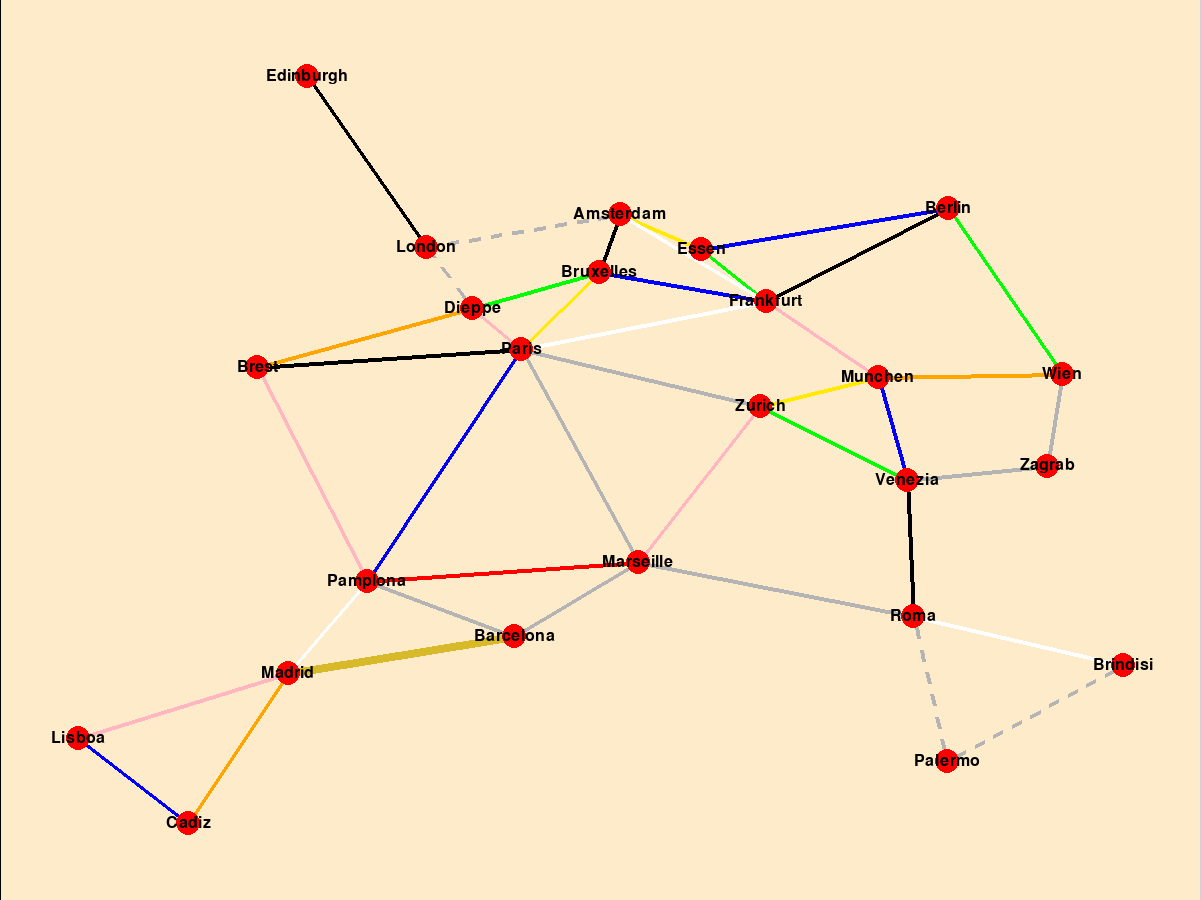 Edinburgh
Berlin
Amsterdam
London
Essen
Bruxelles
Frankfurt
Dieppe
Paris
Brest
Munchen
Wien
Zurich
Zagrab
Venezia
Marseille
Pamplona
Roma
Barcelona
Brindisi
Madrid
Lisboa
Palermo
Cadiz